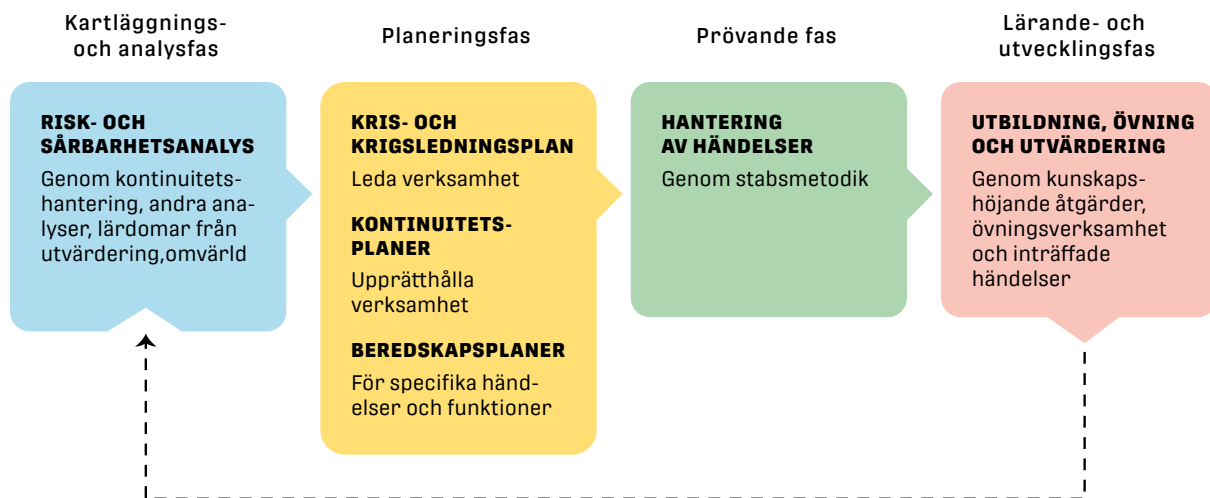 Kartläggnings-
och analysfas
Planeringsfas
Prövande fas
Lärande- och
utvecklingsfas
RISK- OCH
SÅRBARHETSANALYS
Genom kontinuitets-
hantering, andra ana-
lyser, lärdomar från
utvärdering,omvärld
KRIS- OCH
KRIGSLEDNINGSPLAN
Leda verksamhet
KONTINUITETS-
PLANER
Upprätthålla
verksamhet
BEREDSKAPSPLANER
För specifika händ-
elser och funktioner
HANTERING
AV HÄNDELSER
Genom stabsmetodik
UTBILDNING, ÖVNING
OCH UTVÄRDERING
Genom kunskaps-
höjande åtgärder,
övningsverksamhet
och inträffade
händelser